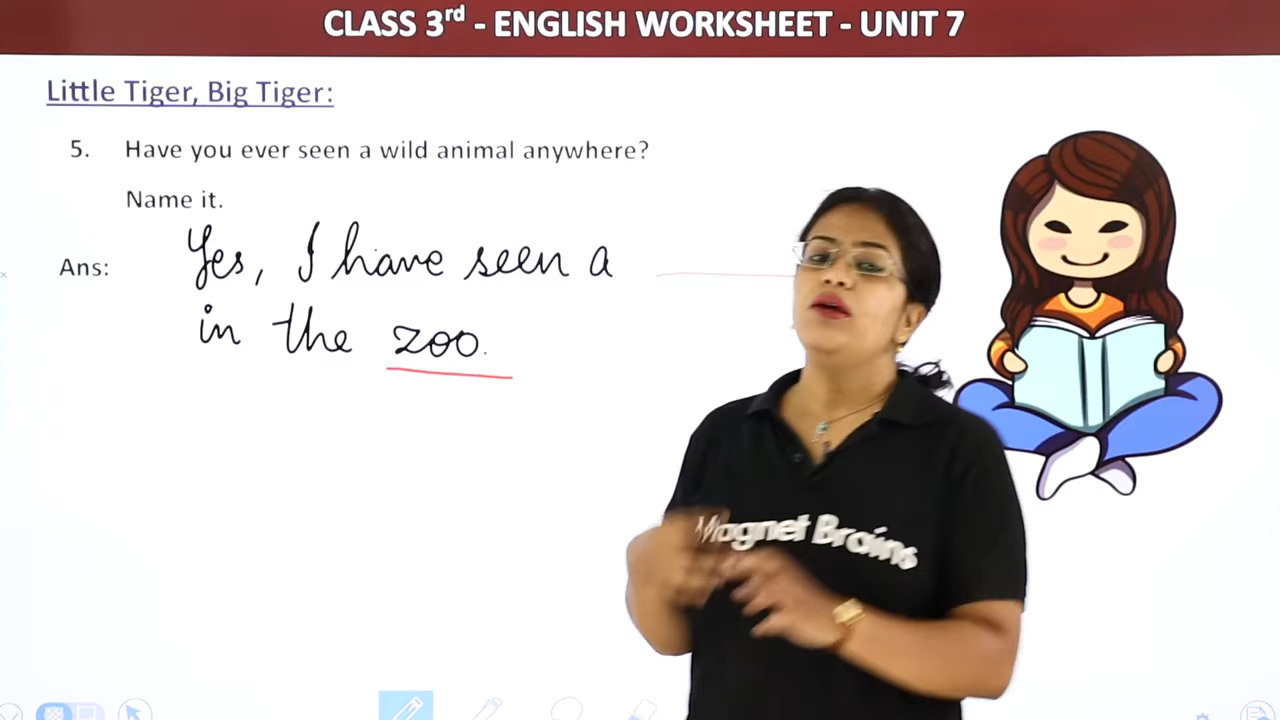 CLASS 3rd - ENGLISH WORKSHEET - UNIT 7
Little Tiger, Big Tiger:
5. Have you ever seen a wild animal anywhere?
Name it.
Ans: Yes, I have seen a
in the zoo.
Magnet Brains